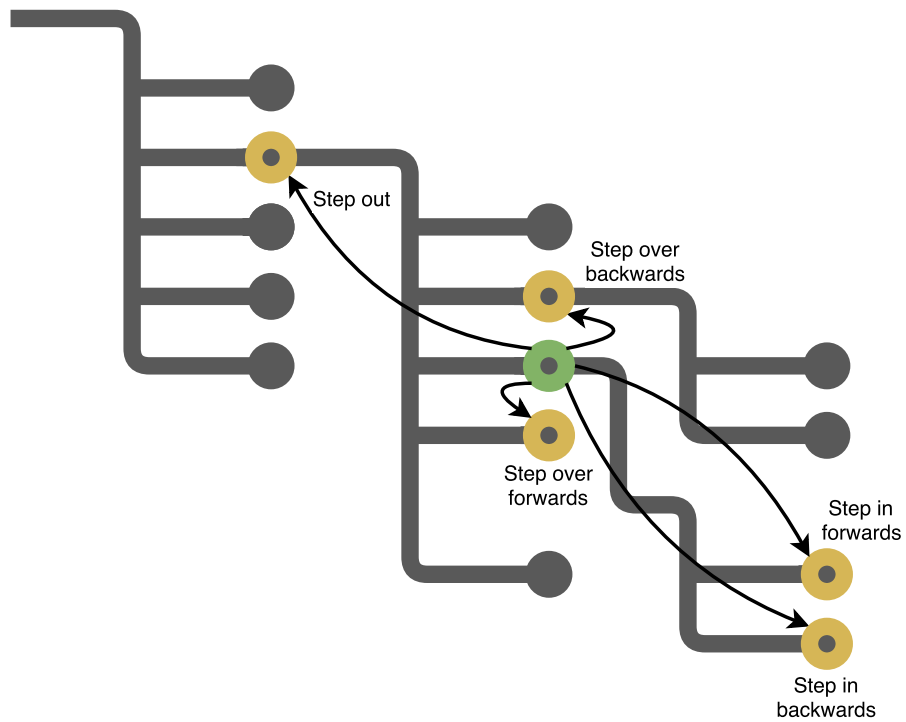 Step out
Step over
backwards
Step over
forwards
Step in
forwards
Step in
backwards